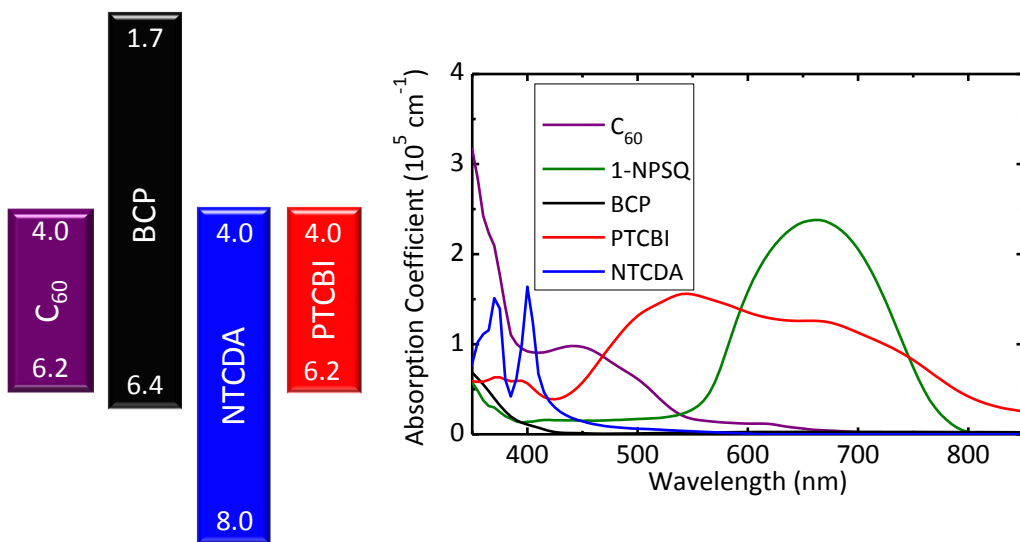 1.7
BCP
6.4
4.0
C₆₀
6.2
4.0
NTCDA
8.0
4.0
PTCBI
6.2
Absorption Coefficient (10⁵ cm⁻¹)
4
3
2
1
0
C₆₀
1-NPSQ
BCP
PTCBI
NTCDA
400 500 600 700 800
Wavelength (nm)